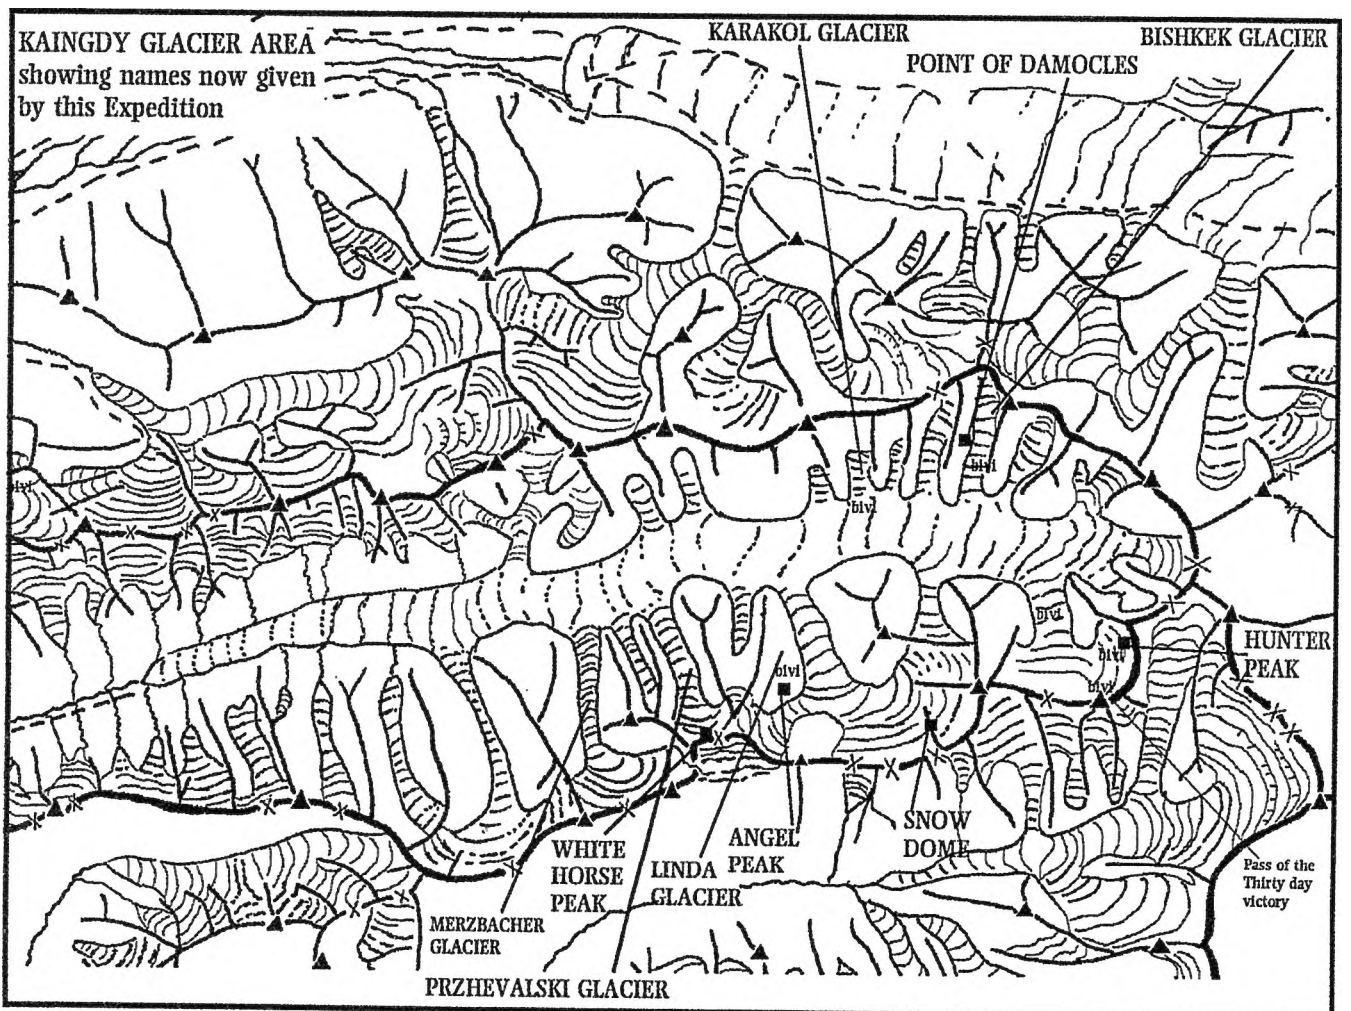 KAINGDY GLACIER AREA
showing names now given
by this Expedition
KARAKOL GLACIER
POINT OF DAMOCLES
BISHKEK GLACIER
bivi
bivi
bivi
bivi
bivi
bivi
bivi
HUNTER
PEAK
WHITE
HORSE
PEAK
LINDA
GLACIER
ANGEL
PEAK
SNOW
DOME
Pass of the
Thirty day
victory
MERZBACHER
GLACIER
PRZHEVALSKI GLACIER